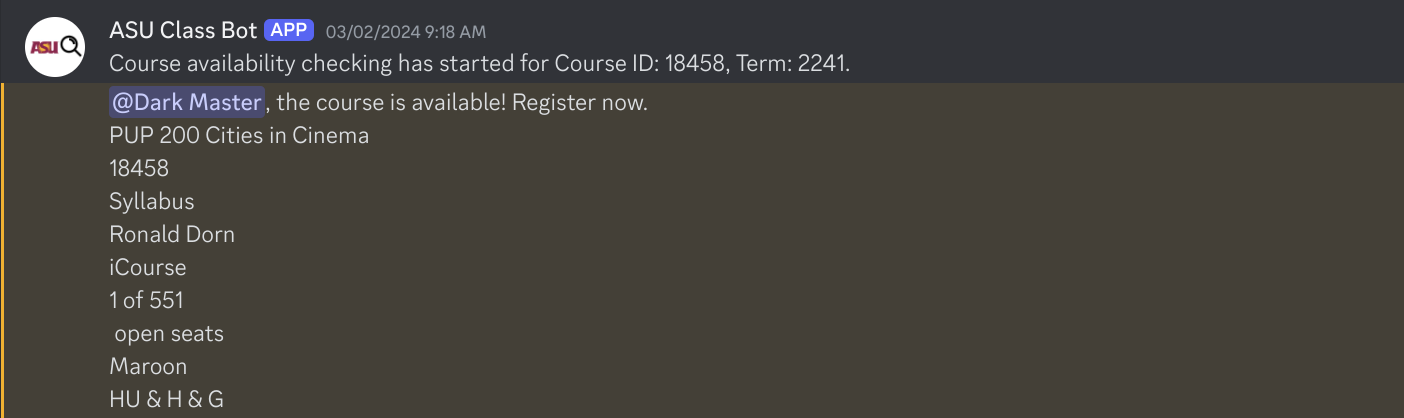 ASU
ASU Class Bot APP 03/02/2024 9:18 AM
Course availability checking has started for Course ID: 18458, Term: 2241.
@Dark Master, the course is available! Register now.
PUP 200 Cities in Cinema
18458
Syllabus
Ronald Dorn
iCourse
1 of 551
open seats
Maroon
HU & H & G